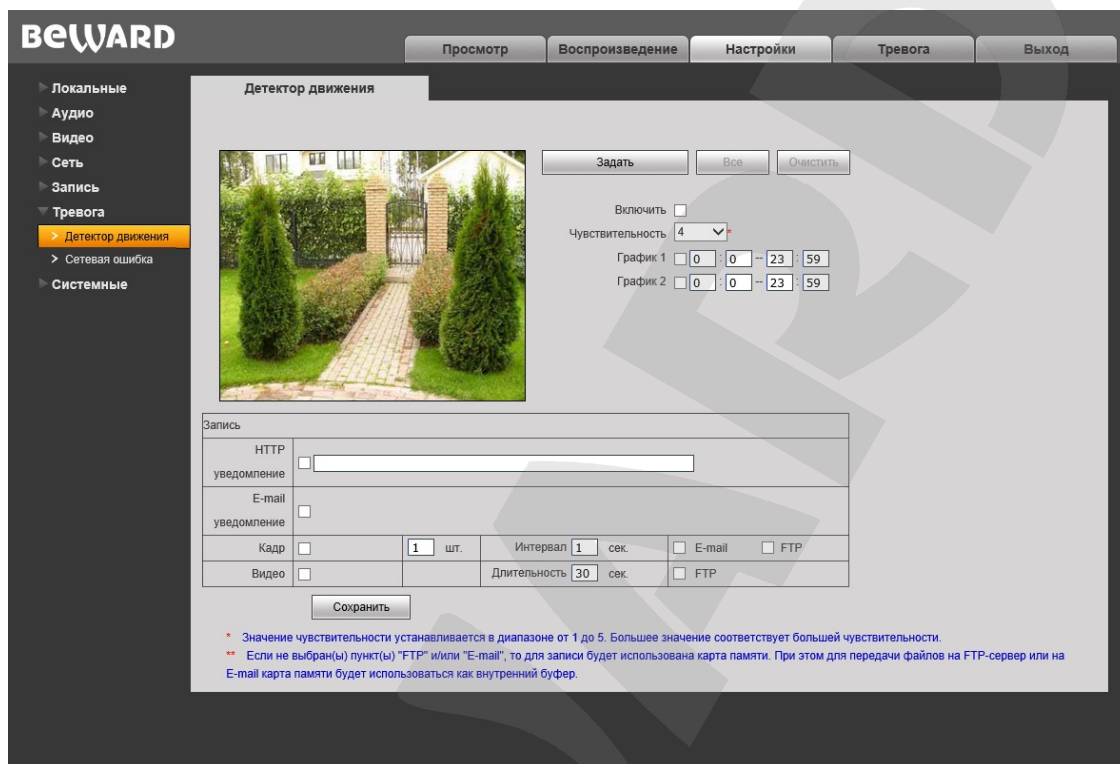 BEWARD
Просмотр Воспроизведение Настройки Тревога Выход
Локальные
Аудио
Видео
Сеть
Запись
Тревога
> Детектор движения
> Сетевая ошибка
Системные
Детектор движения
Задать Все Очистить
Включить
Чувствительность 4 *
График 1 0 : 0 -- 23 : 59
График 2 0 : 0 -- 23 : 59
Запись
HTTP
уведомление
E-mail
уведомление
Кадр 1 шт. Интервал 1 сек. E-mail FTP
Видео Длительность 30 сек. FTP
Сохранить
* Значение чувствительности устанавливается в диапазоне от 1 до 5. Большее значение соответствует большей чувствительности.
** Если не выбран(ы) пункт(ы) "FTP" и/или "E-mail", то для записи будет использована карта памяти. При этом для передачи файлов на FTP-сервер или на
E-mail карта памяти будет использоваться как внутренний буфер.